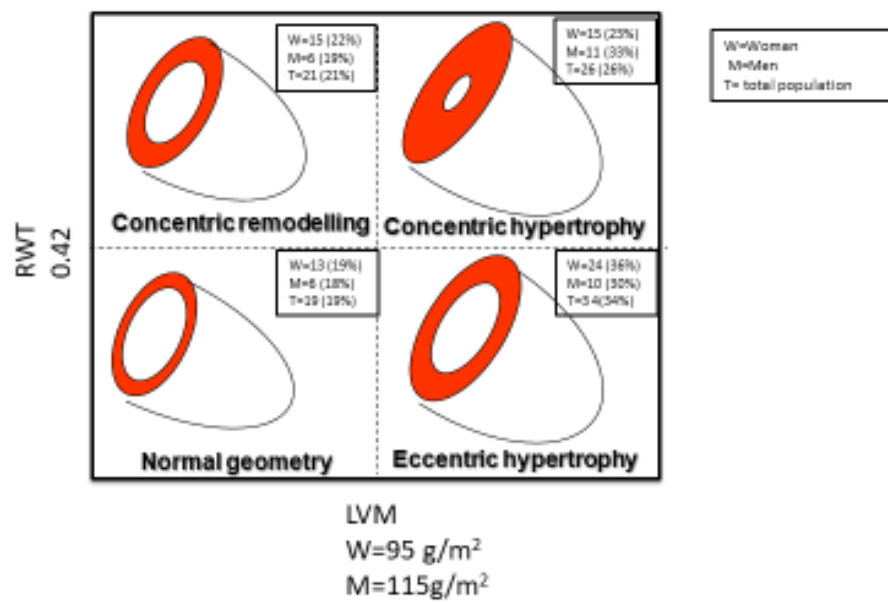 W=15 (22%)
M=6 (19%)
T=21 (21%)
W=15 (23%)
M=11 (33%)
T=26 (26%)
W=Woman
M=Men
T= total population
Concentric remodelling
Concentric hypertrophy
RWT
0.42
W=13 (19%)
M=6 (18%)
T=19 (19%)
W=24 (36%)
M=10 (30%)
T=34(34%)
Normal geometry
Eccentric hypertrophy
LVM
W=95 g/m²
M=115g/m²